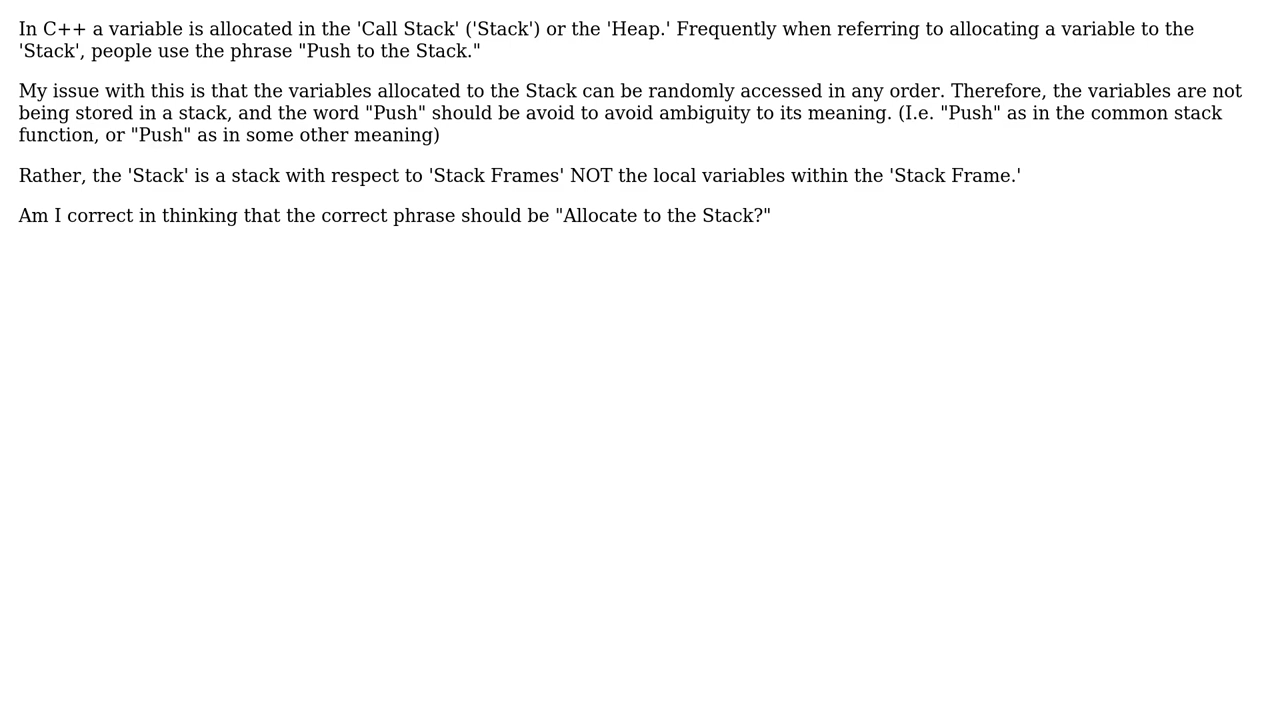 In C++ a variable is allocated in the 'Call Stack' ('Stack') or the 'Heap.' Frequently when referring to allocating a variable to the
'Stack', people use the phrase "Push to the Stack."
My issue with this is that the variables allocated to the Stack can be randomly accessed in any order. Therefore, the variables are not
being stored in a stack, and the word "Push" should be avoid to avoid ambiguity to its meaning. (I.e. "Push" as in the common stack
function, or "Push" as in some other meaning)
Rather, the 'Stack' is a stack with respect to 'Stack Frames' NOT the local variables within the 'Stack Frame.'
Am I correct in thinking that the correct phrase should be "Allocate to the Stack?"